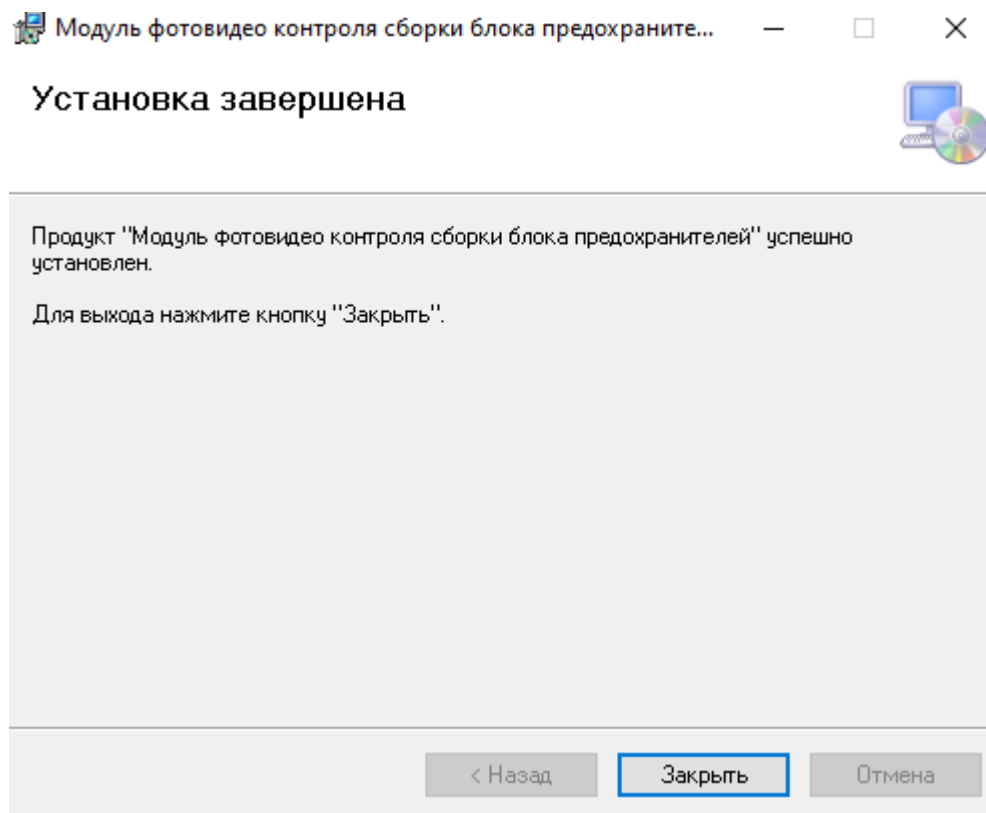 Модуль фотовидео контроля сборки блока предохраните...
Установка завершена
Продукт "Модуль фотовидео контроля сборки блока предохранителей" успешно
установлен.
Для выхода нажмите кнопку "Закрыть".
< Назад
Закрыть
Отмена